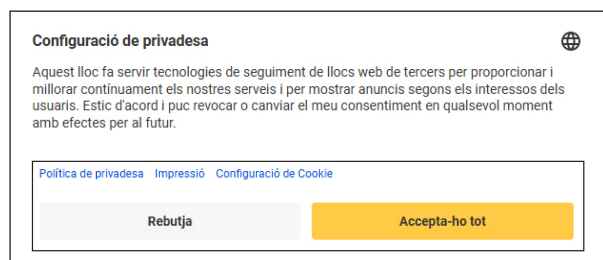 Configuració de privadesa
Aquest lloc fa servir tecnologies de seguiment de llocs web de tercers per proporcionar i
millorar contínuament els nostres serveis i per mostrar anuncis segons els interessos dels
usuaris. Estic d'acord i puc revocar o canviar el meu consentiment en qualsevol moment
amb efectes per al futur.
Política de privadesa Impressió Configuració de Cookie
Rebutja Accepta-ho tot